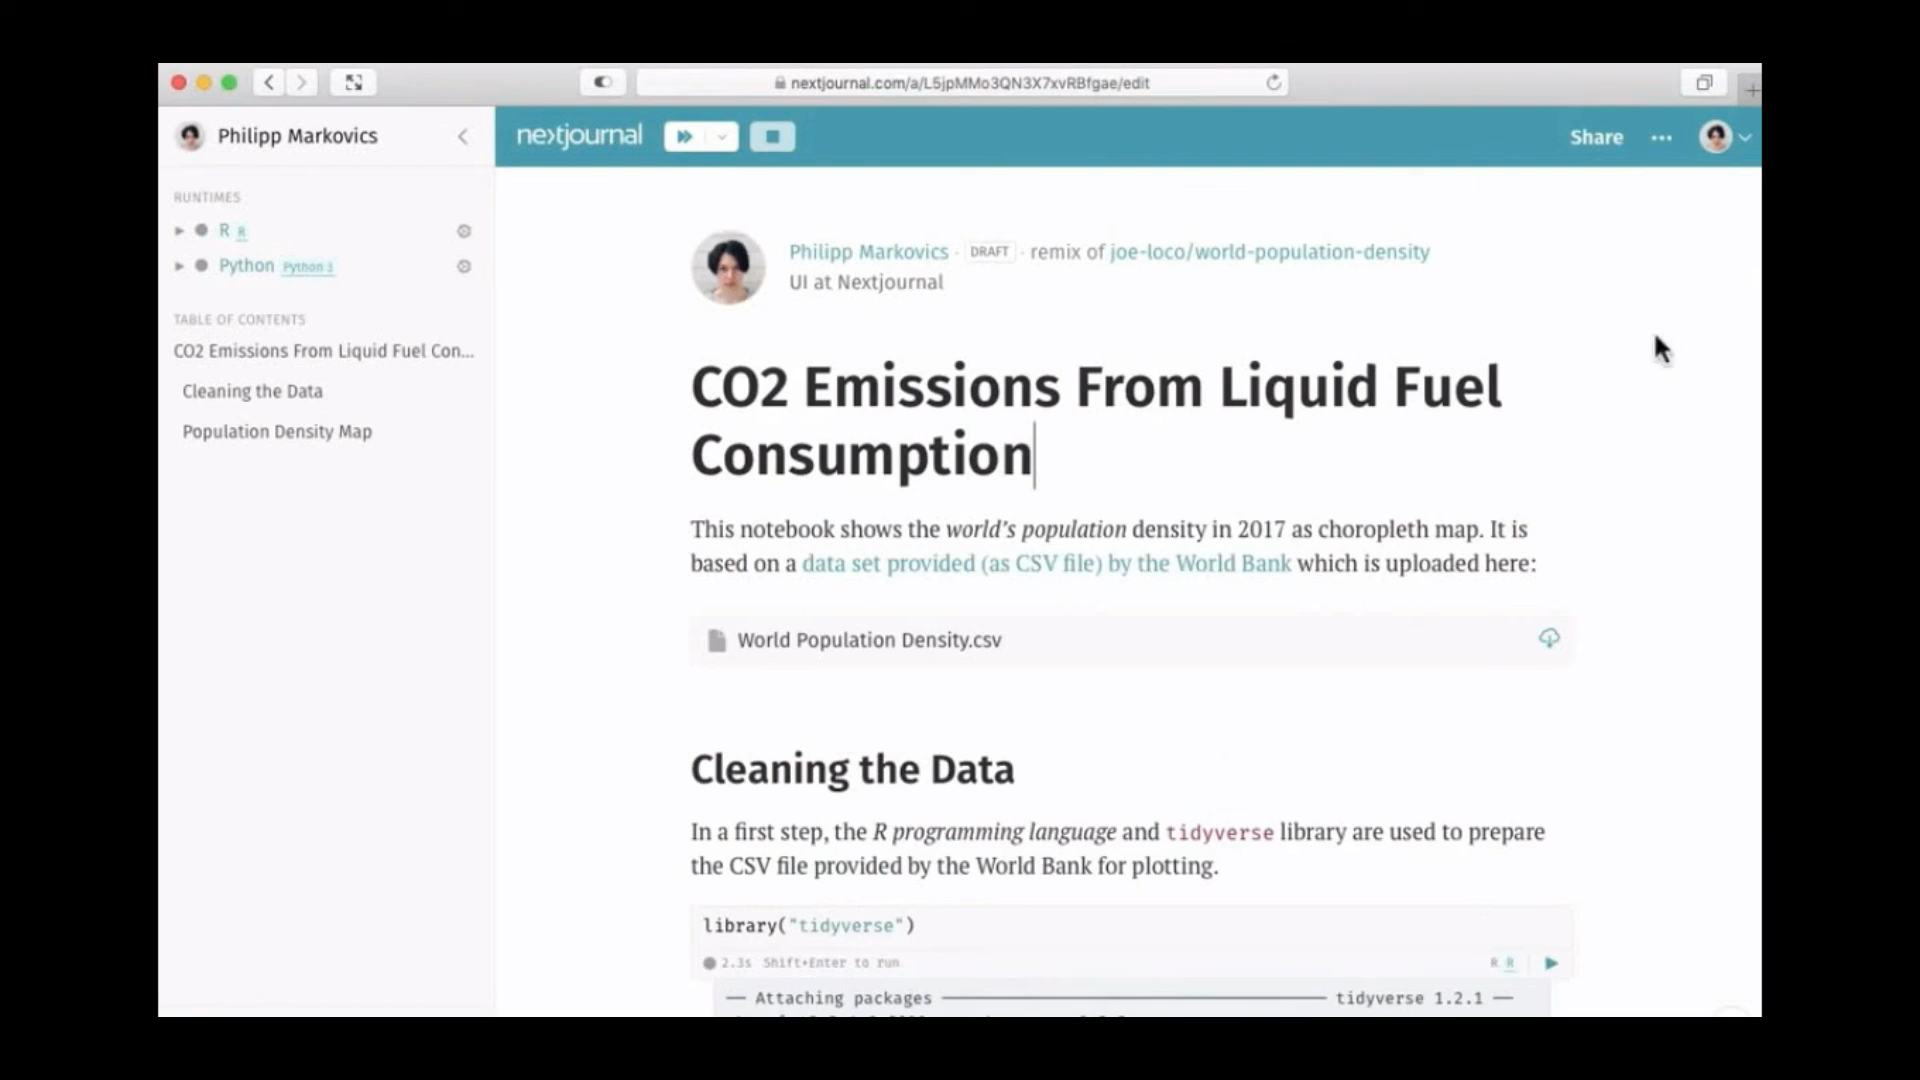 nextjournal.com/a/L5jpMMo3QN3X7xvRBfgae/edit
Philipp Markovics
nextjournal
Share
RUNTIMES
R R
Python Python 3
TABLE OF CONTENTS
CO2 Emissions From Liquid Fuel Con...
Cleaning the Data
Population Density Map
Philipp Markovics · DRAFT · remix of joe-loco/world-population-density
UI at Nextjournal
CO2 Emissions From Liquid Fuel
Consumption
This notebook shows the world's population density in 2017 as choropleth map. It is
based on a data set provided (as CSV file) by the World Bank which is uploaded here:
World Population Density.csv
Cleaning the Data
In a first step, the R programming language and tidyverse library are used to prepare
the CSV file provided by the World Bank for plotting.
library("tidyverse")
2.3s Shift+Enter to run
R R
— Attaching packages ——— tidyverse 1.2.1 —